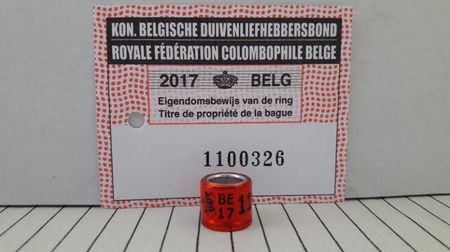 KON. BELGISCHE DUIVENLIEFHEBBERSBOND
ROYALE FÉDÉRATION COLOMBOPHILE BELGE
2017 BELG
Eigendomsbewijs van de ring
Titre de propriété de la bague
1100326
BE 11
17